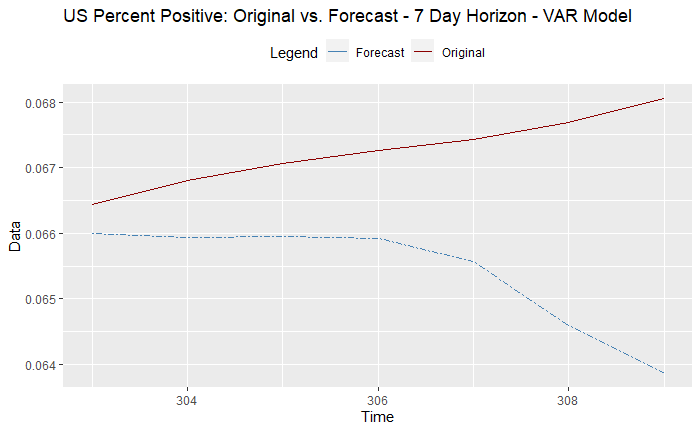 US Percent Positive: Original vs. Forecast - 7 Day Horizon - VAR Model
Legend Forecast Original
0.068
0.067
0.066
0.065
0.064
Data
304 306 308
Time